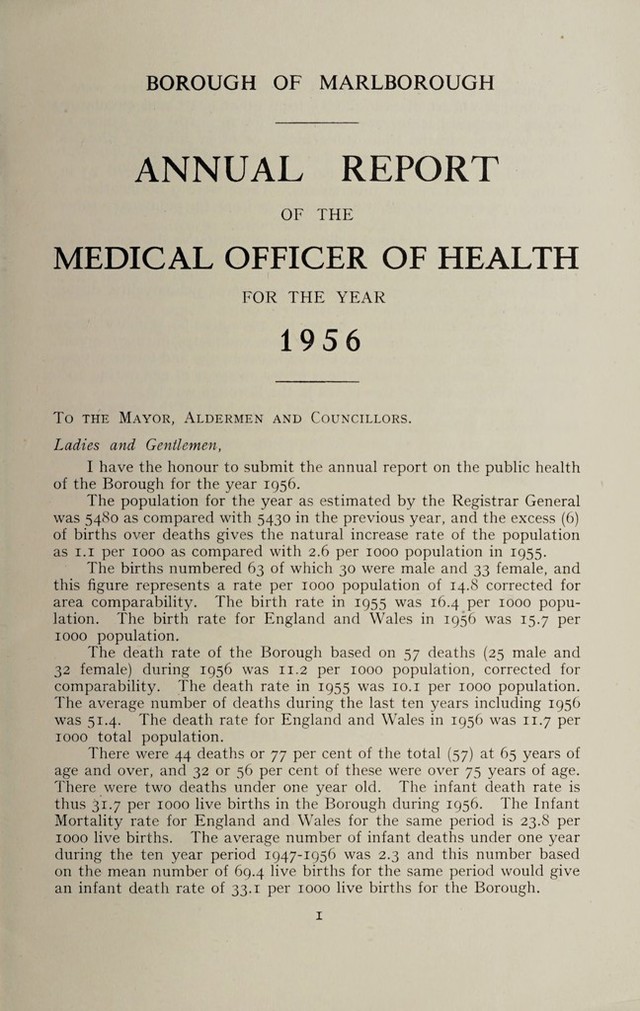 BOROUGH OF MARLBOROUGH
ANNUAL REPORT
OF THE
MEDICAL OFFICER OF HEALTH
FOR THE YEAR
1956
To the Mayor, Aldermen and Councillors.
Ladies and Gentlemen,
I have the honour to submit the annual report on the public health
of the Borough for the year 1956.
The population for the year as estimated by the Registrar General
was 5480 as compared with 5430 in the previous year, and the excess (6)
of births over deaths gives the natural increase rate of the population
as 1.1 per 1000 as compared with 2.6 per 1000 population in 1955.
The births numbered 63 of which 30 were male and 33 female, and
this figure represents a rate per 1000 population of 14.8 corrected for
area comparability. The birth rate in 1955 was 16.4 per 1000 popu-
lation. The birth rate for England and Wales in 1956 was 15.7 per
1000 population.
The death rate of the Borough based on 57 deaths (25 male and
32 female) during 1956 was 11.2 per 1000 population, corrected for
comparability. The death rate in 1955 was 10.1 per 1000 population.
The average number of deaths during the last ten years including 1956
was 51.4. The death rate for England and Wales in 1956 was 11.7 per
1000 total population.
There were 44 deaths or 77 per cent of the total (57) at 65 years of
age and over, and 32 or 56 per cent of these were over 75 years of age.
There were two deaths under one year old. The infant death rate is
thus 31.7 per 1000 live births in the Borough during 1956. The Infant
Mortality rate for England and Wales for the same period is 23.8 per
1000 live births. The average number of infant deaths under one year
during the ten year period 1947-1956 was 2.3 and this number based
on the mean number of 69.4 live births for the same period would give
an infant death rate of 33.1 per 1000 live births for the Borough.
1